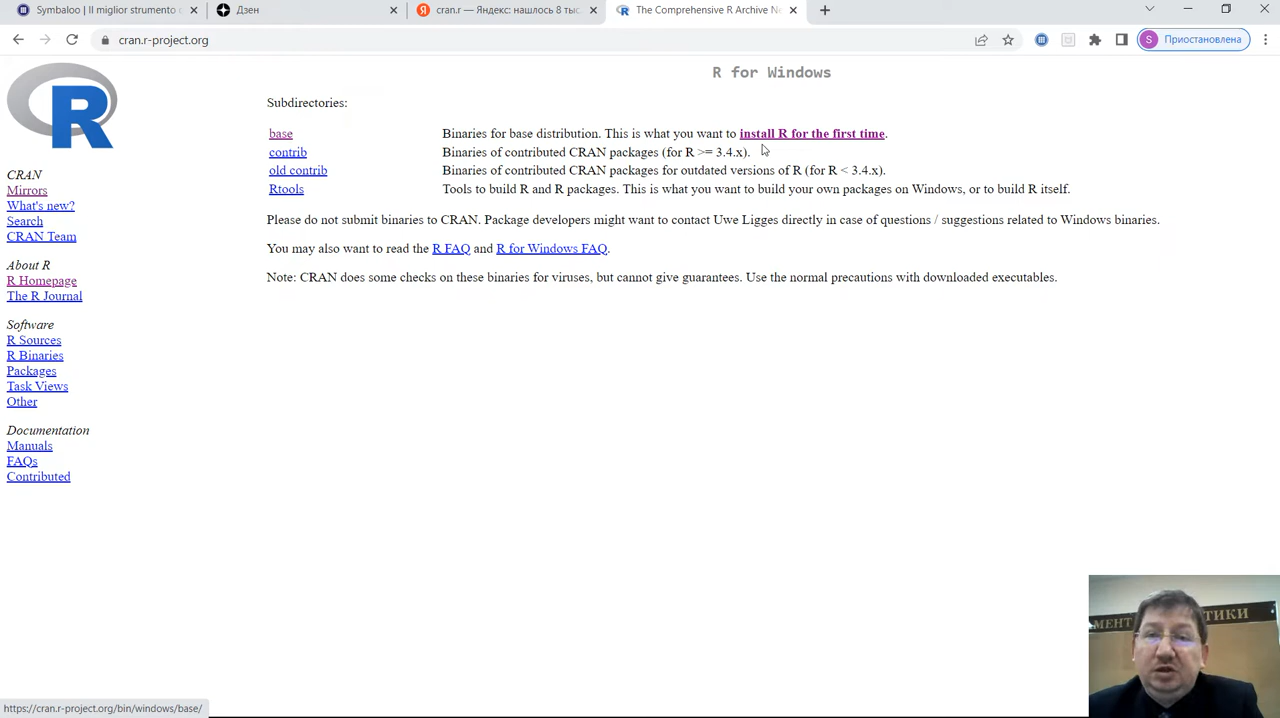 Symbaloo | Il miglior strumento
Дзен
cran.r — Яндекс: нашлось 8 тыс
The Comprehensive R Archive Ne
cran.r-project.org
S Приостановлена
R
CRAN
Mirrors
What's new?
Search
CRAN Team
About R
R Homepage
The R Journal
Software
R Sources
R Binaries
Packages
Task Views
Other
Documentation
Manuals
FAQs
Contributed
R for Windows
Subdirectories:
base Binaries for base distribution. This is what you want to install R for the first time.
contrib Binaries of contributed CRAN packages (for R >= 3.4.x).
old contrib Binaries of contributed CRAN packages for outdated versions of R (for R < 3.4.x).
Rtools Tools to build R and R packages. This is what you want to build your own packages on Windows, or to build R itself.
Please do not submit binaries to CRAN. Package developers might want to contact Uwe Ligges directly in case of questions / suggestions related to Windows binaries.
You may also want to read the R FAQ and R for Windows FAQ.
Note: CRAN does some checks on these binaries for viruses, but cannot give guarantees. Use the normal precautions with downloaded executables.
МЕНТ ТИКИ
https://cran.r-project.org/bin/windows/base/